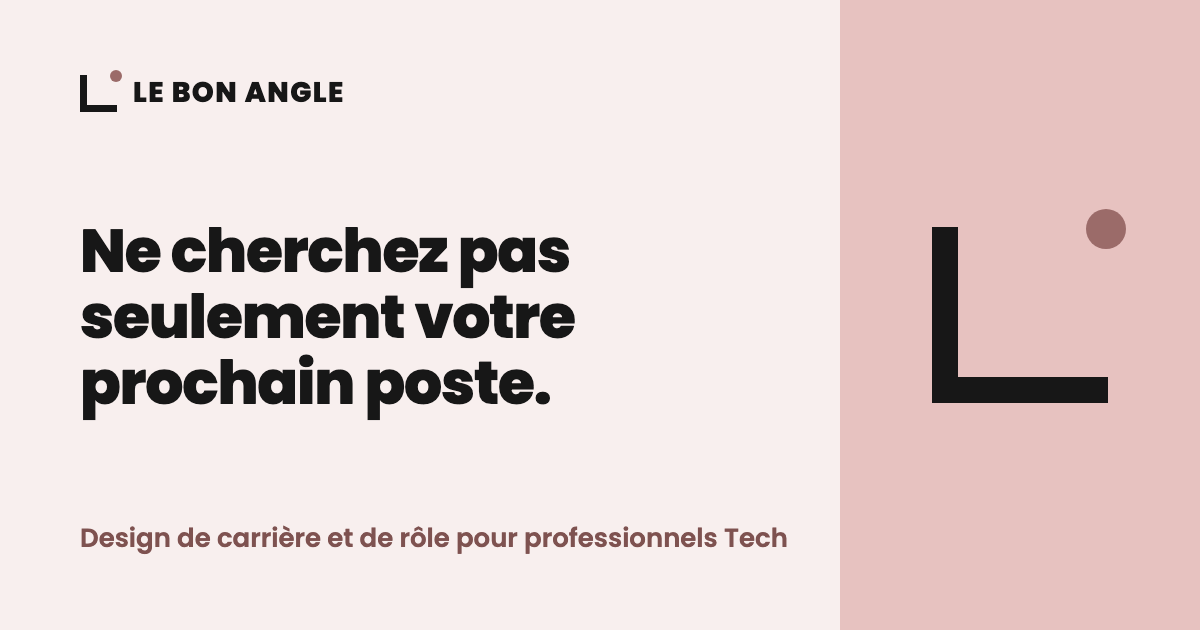 LE BON ANGLE
Ne cherchez pas
seulement votre
prochain poste.
Design de carrière et de rôle pour professionnels Tech